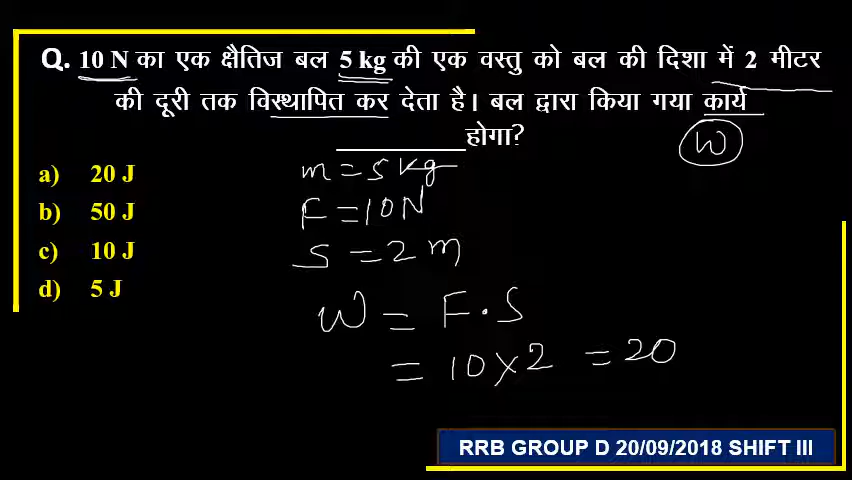 Q. 10 N का एक क्षैतिज बल 5 kg की एक वस्तु को बल की दिशा में 2 मीटर
की दूरी तक विस्थापित कर देता है। बल द्वारा किया गया कार्य
__________ होगा?
W
a) 20 J
b) 50 J
c) 10 J
d) 5 J
m = 5 kg
F = 10 N
S = 2 m
W = F . S
= 10 × 2 = 20
RRB GROUP D 20/09/2018 SHIFT III